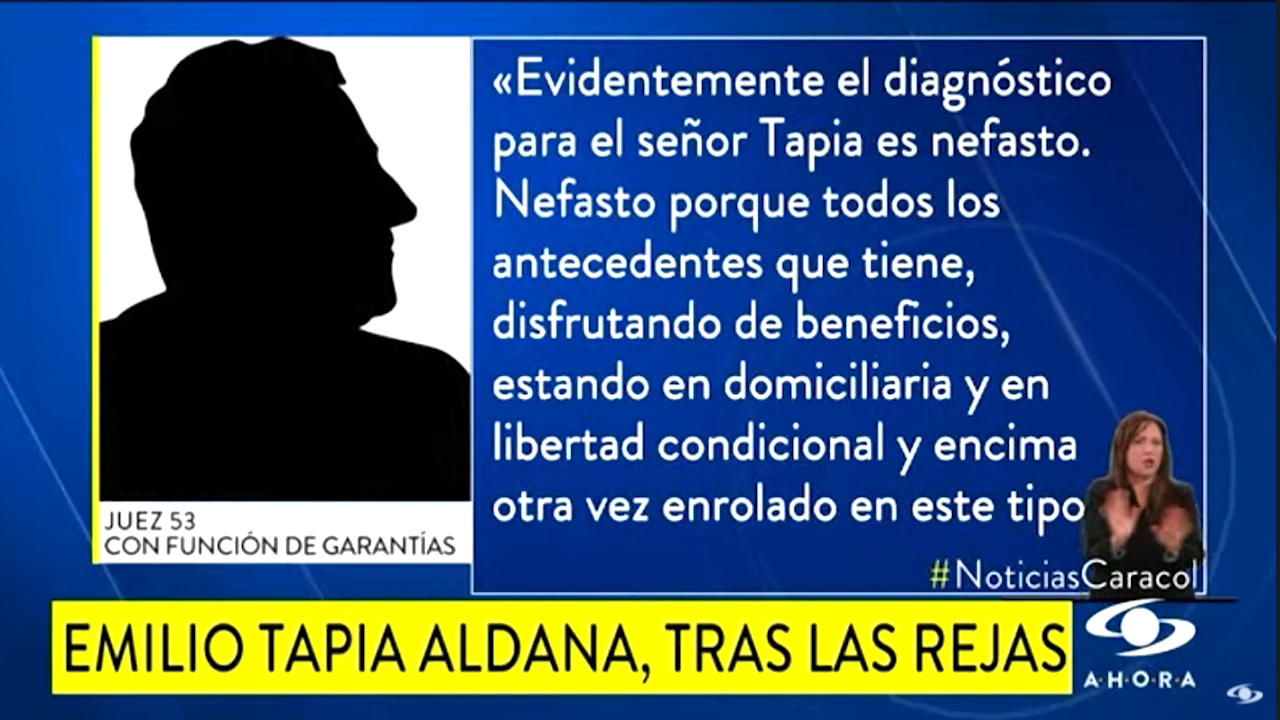 «Evidentemente el diagnóstico
para el señor Tapia es nefasto.
Nefasto porque todos los
antecedentes que tiene,
disfrutando de beneficios,
estando en domiciliaria y en
libertad condicional y encima
otra vez enrolado en este tipo
JUEZ 53
CON FUNCIÓN DE GARANTÍAS
#NoticiasCaracol
EMILIO TAPIA ALDANA, TRAS LAS REJAS
A·H·O·R·A